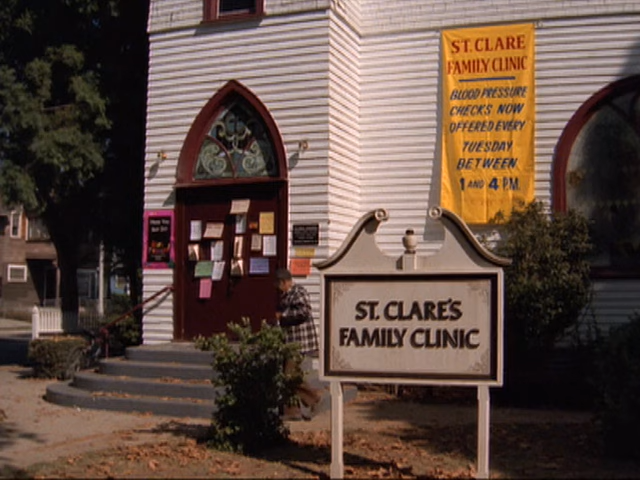 ST. CLARE
FAMILY CLINIC
BLOOD PRESSURE
CHECKS NOW
OFFERED EVERY
TUESDAY
BETWEEN
1 AND 4 P.M.
ST. CLARE'S
FAMILY CLINIC